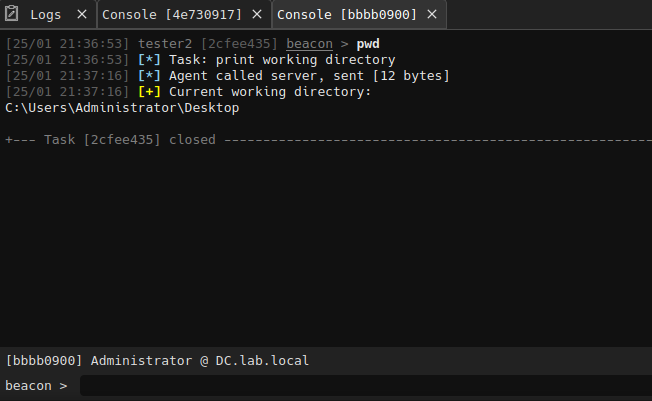 Logs × Console [4e730917] × Console [bbbb0900] ×
[25/01 21:36:53] tester2 [2cfee435] beacon > pwd
[25/01 21:36:53] [*] Task: print working directory
[25/01 21:37:16] [*] Agent called server, sent [12 bytes]
[25/01 21:37:16] [+] Current working directory:
C:\Users\Administrator\Desktop
+--- Task [2cfee435] closed -------------------------------------------------------
[bbbb0900] Administrator @ DC.lab.local
beacon >